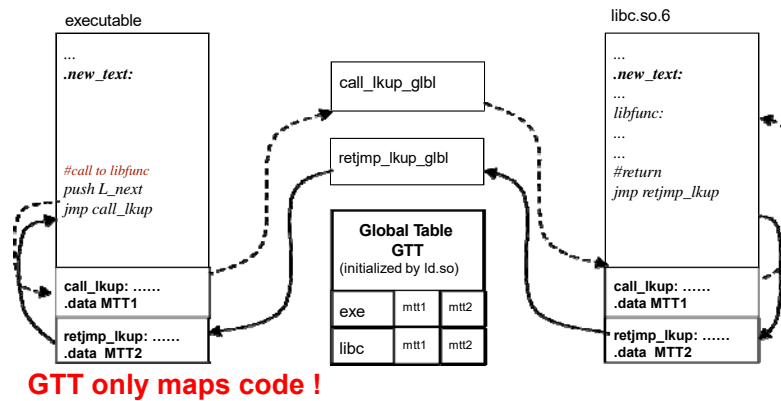 executable
...
.new_text:
#call to libfunc
push L_next
jmp call_lkup
call_lkup: ......
.data MTT1
retjmp_lkup: ......
.data MTT2
call_lkup_glbl
retjmp_lkup_glbl
Global Table
GTT
(initialized by ld.so)
exe mtt1 mtt2
libc mtt1 mtt2
libc.so.6
...
.new_text:
...
libfunc:
...
...
#return
jmp retjmp_lkup
call_lkup: ......
.data MTT1
retjmp_lkup: ......
.data MTT2
GTT only maps code !